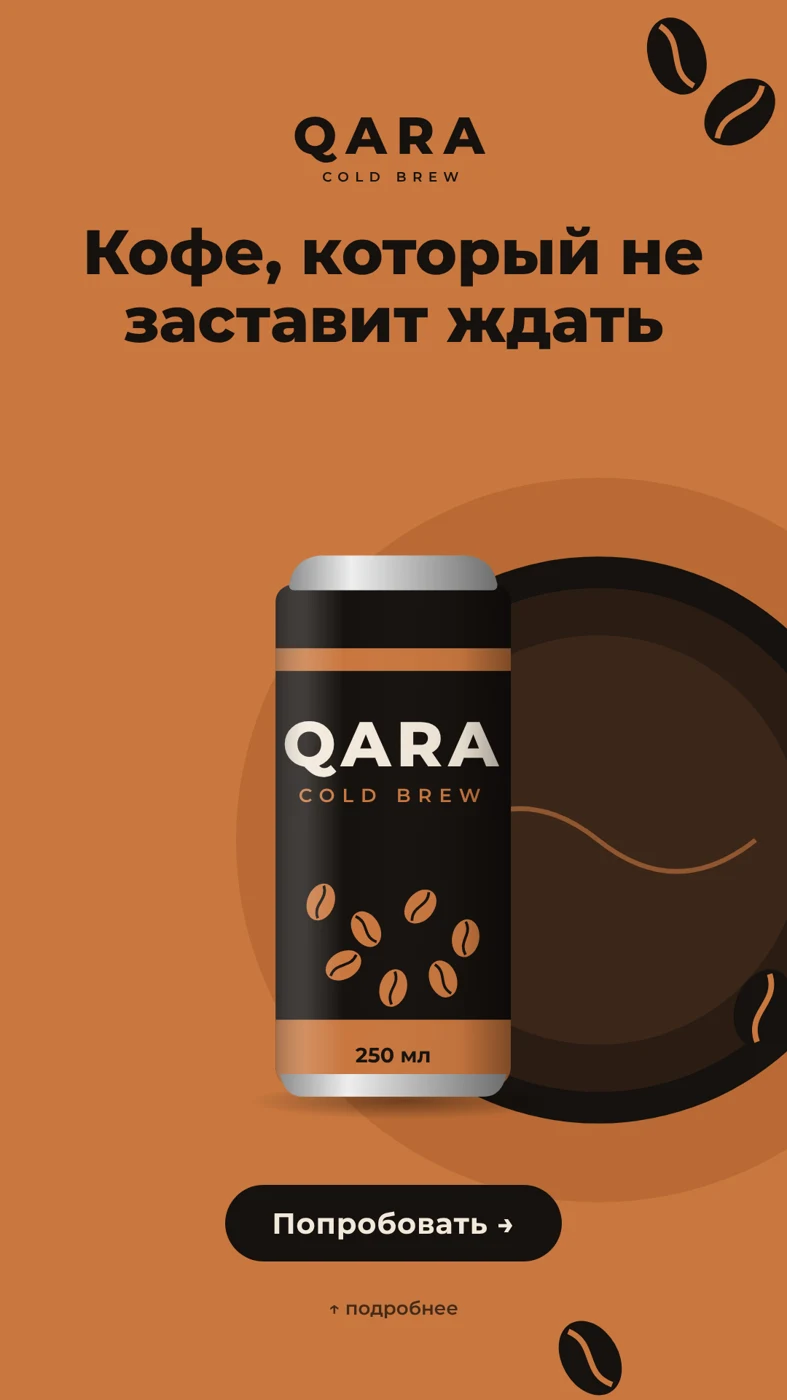 QARA
COLD BREW
Кофе, который не
заставит ждать
QARA
COLD BREW
250 мл
Попробовать →
↑ подробнее